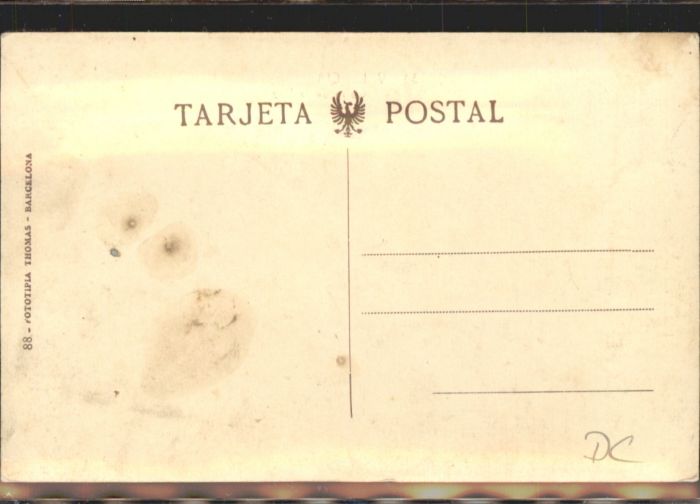 TARJETA POSTAL
88. - FOTOTIPIA THOMAS - BARCELONA
DC